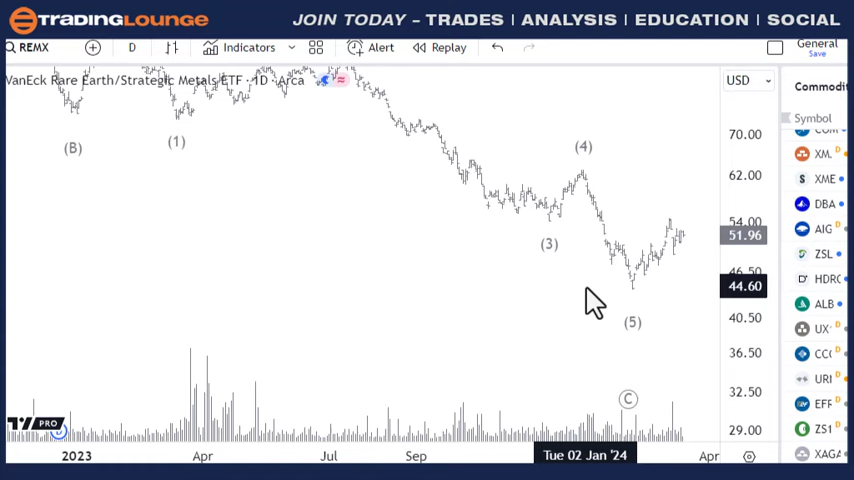 TRADINGLOUNGE JOIN TODAY – TRADES | ANALYSIS | EDUCATION | SOCIAL
REMX D Indicators Alert Replay General
Save
VanEck Rare Earth/Strategic Metals ETF · 1D · Arca
USD
Commodit
Symbol
70.00
62.00
54.00
51.96
46.50
44.60
40.50
36.50
32.50
29.00
(B)
(1)
(3)
(4)
(5)
C
COM
XM. D
XME
DBA
AIG D
ZSL
HDRO
ALB
UX D
CCC D
URI D
EFF D
ZS1 D
XAGA
PRO
D
2023 Apr Jul Sep Tue 02 Jan '24 Apr